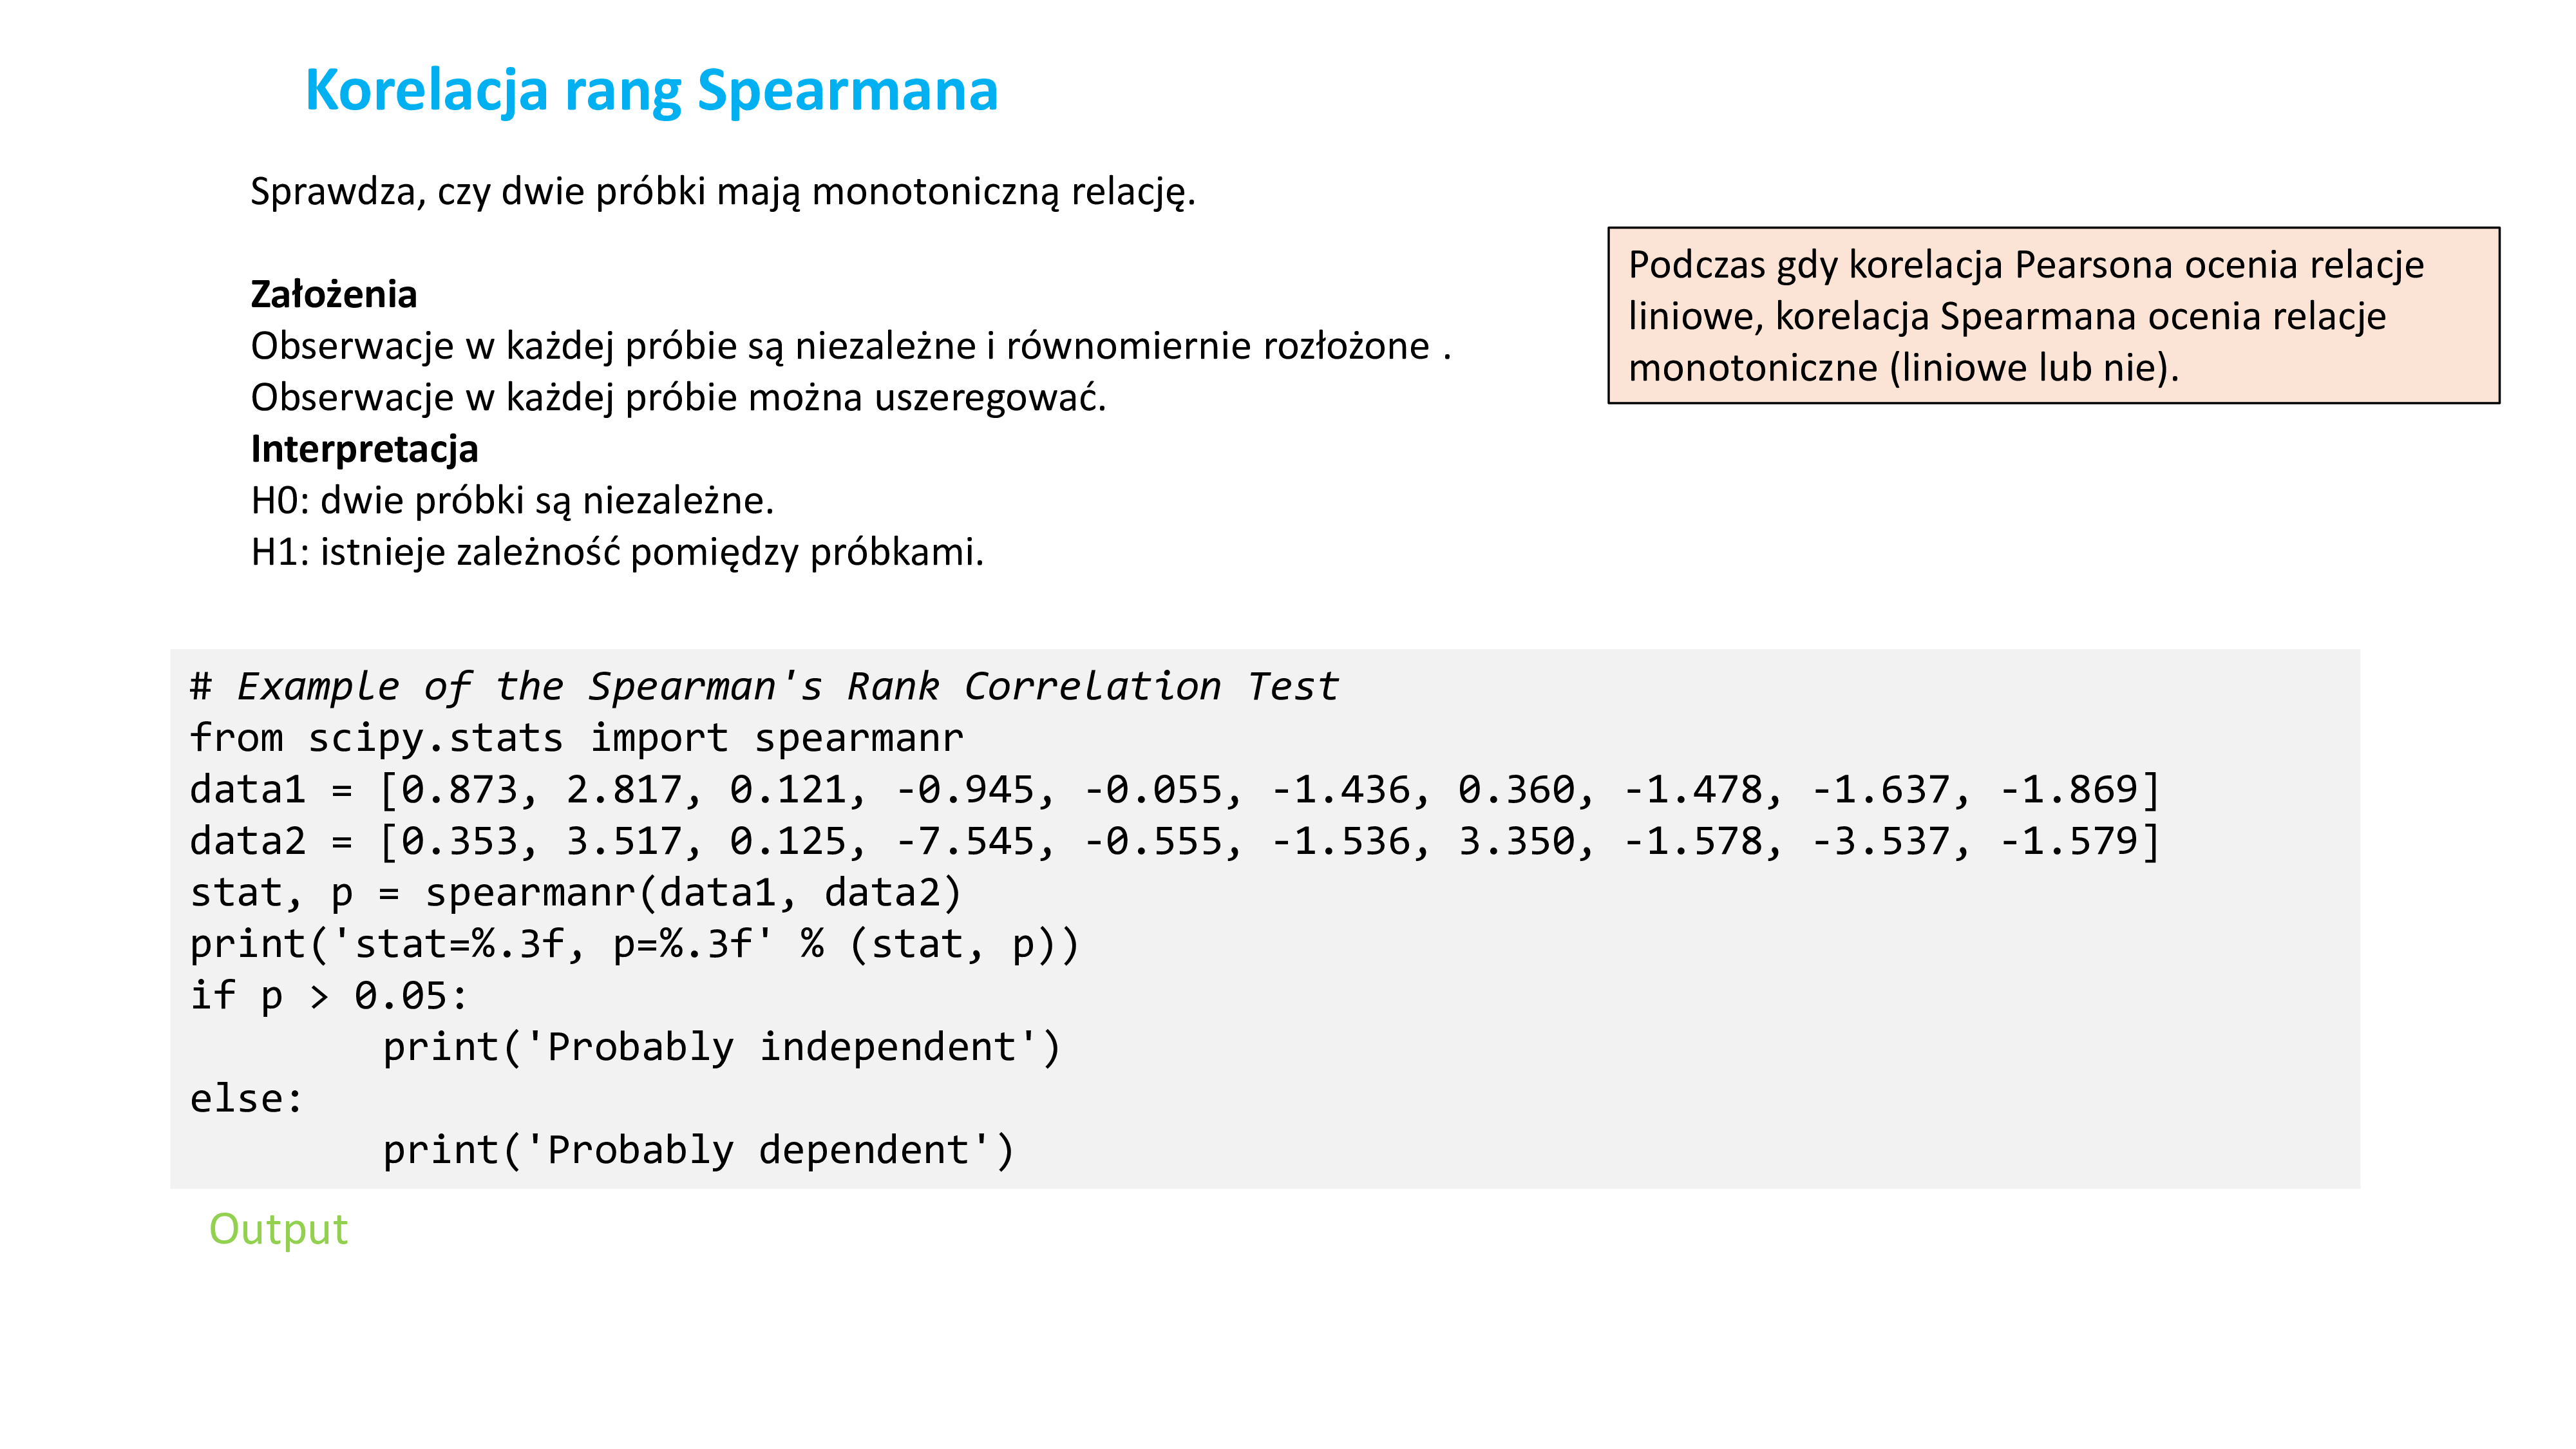 Korelacja rang Spearmana
Sprawdza, czy dwie próbki mają monotoniczną relację.
Założenia
Obserwacje w każdej próbie są niezależne i równomiernie rozłożone .
Obserwacje w każdej próbie można uszeregować.
Interpretacja
H0: dwie próbki są niezależne.
H1: istnieje zależność pomiędzy próbkami.
Podczas gdy korelacja Pearsona ocenia relacje
liniowe, korelacja Spearmana ocenia relacje
monotoniczne (liniowe lub nie).
# Example of the Spearman's Rank Correlation Test
from scipy.stats import spearmanr
data1 = [0.873, 2.817, 0.121, -0.945, -0.055, -1.436, 0.360, -1.478, -1.637, -1.869]
data2 = [0.353, 3.517, 0.125, -7.545, -0.555, -1.536, 3.350, -1.578, -3.537, -1.579]
stat, p = spearmanr(data1, data2)
print('stat=%.3f, p=%.3f' % (stat, p))
if p > 0.05:
print('Probably independent')
else:
print('Probably dependent')
Output